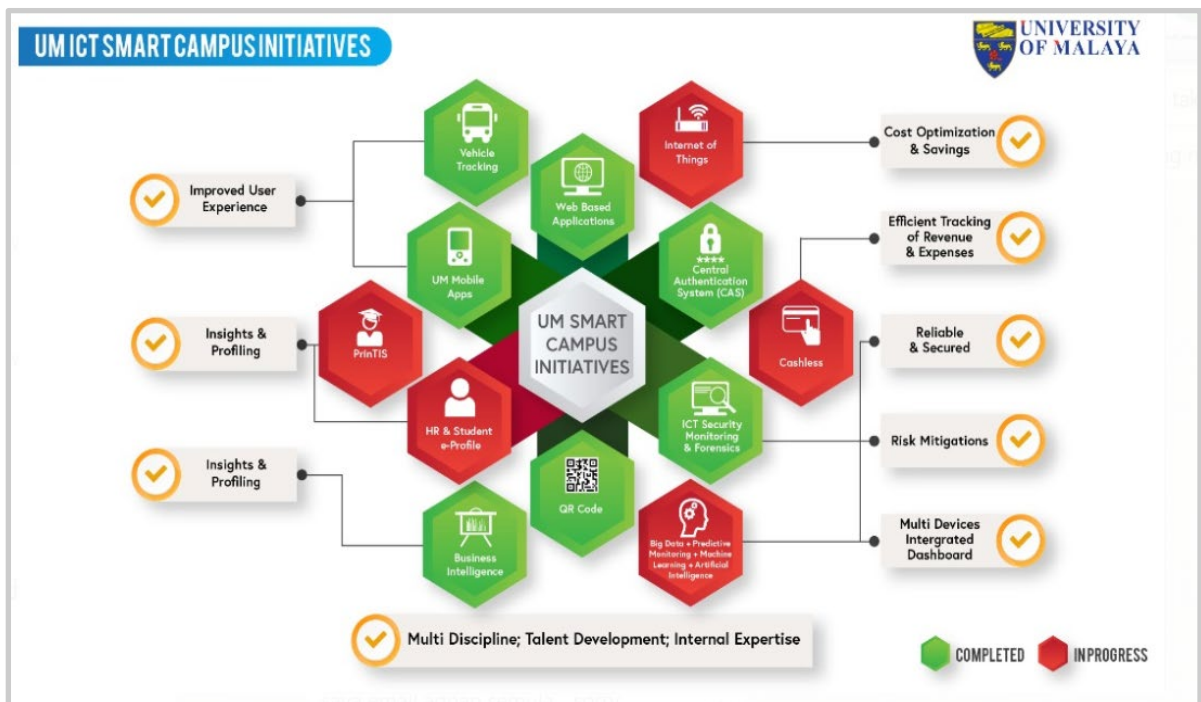 UM ICT SMART CAMPUS INITIATIVES
UNIVERSITY
OF MALAYA
Vehicle
Tracking
Web Based
Applications
Internet of
Things
Cost Optimization
& Savings
Improved User
Experience
UM Mobile
Apps
****
Central
Authentication
System (CAS)
Efficient Tracking
of Revenue
& Expenses
Insights &
Profiling
PrinTIS
UM SMART
CAMPUS
INITIATIVES
Cashless
Reliable
& Secured
HR & Student
e-Profile
ICT Security
Monitoring
& Forensics
Risk Mitigations
Insights &
Profiling
Business
Intelligence
QR Code
Big Data + Predictive
Monitoring + Machine
Learning + Artificial
Intelligence
Multi Devices
Intergrated
Dashboard
Multi Discipline; Talent Development; Internal Expertise
COMPLETED
INPROGRESS